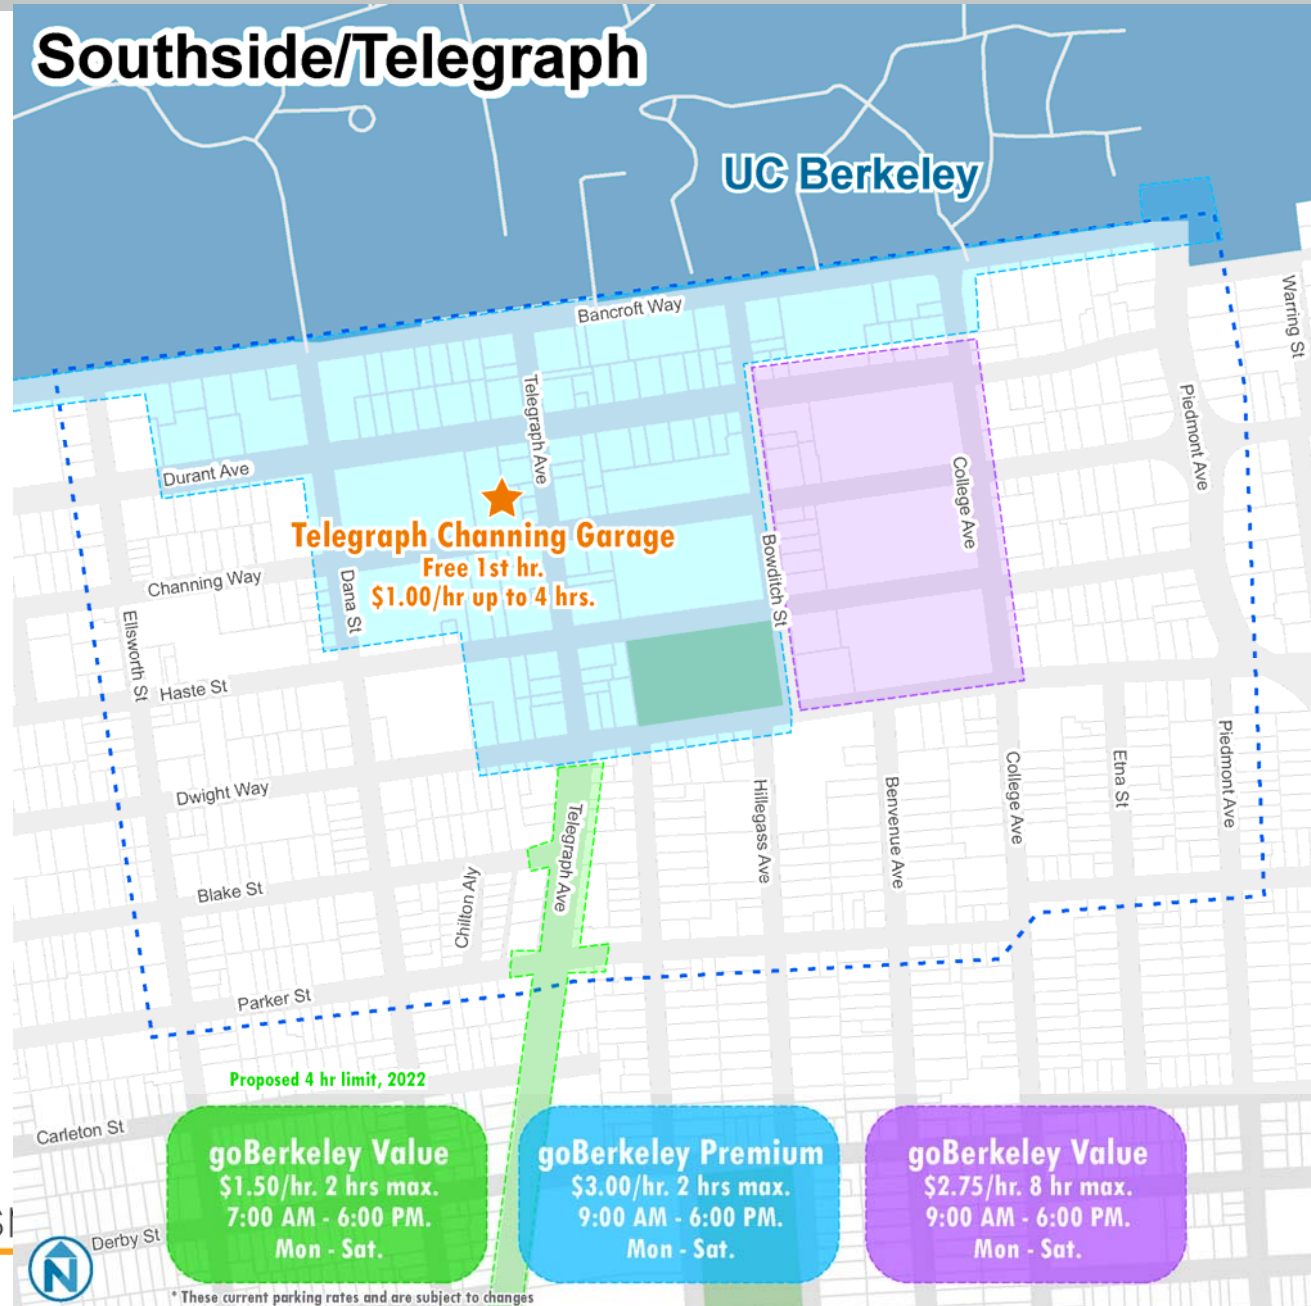 Southside/Telegraph
UC Berkeley
Bancroft Way
Warring St
Telegraph Ave
Piedmont Ave
Durant Ave
College Ave
Telegraph Channing Garage
Free 1st hr.
$1.00/hr up to 4 hrs.
Bowditch St
Channing Way
Dana St
Ellsworth St
Haste St
Dwight Way
Piedmont Ave
College Ave
Etna St
Hillegass Ave
Benvenue Ave
Telegraph Ave
Blake St
Chilton Aly
Parker St
Proposed 4 hr limit, 2022
Carleton St
goBerkeley Value
$1.50/hr. 2 hrs max.
7:00 AM - 6:00 PM.
Mon - Sat.
goBerkeley Premium
$3.00/hr. 2 hrs max.
9:00 AM - 6:00 PM.
Mon - Sat.
goBerkeley Value
$2.75/hr. 8 hr max.
9:00 AM - 6:00 PM.
Mon - Sat.
Derby St
N
* These current parking rates and are subject to changes